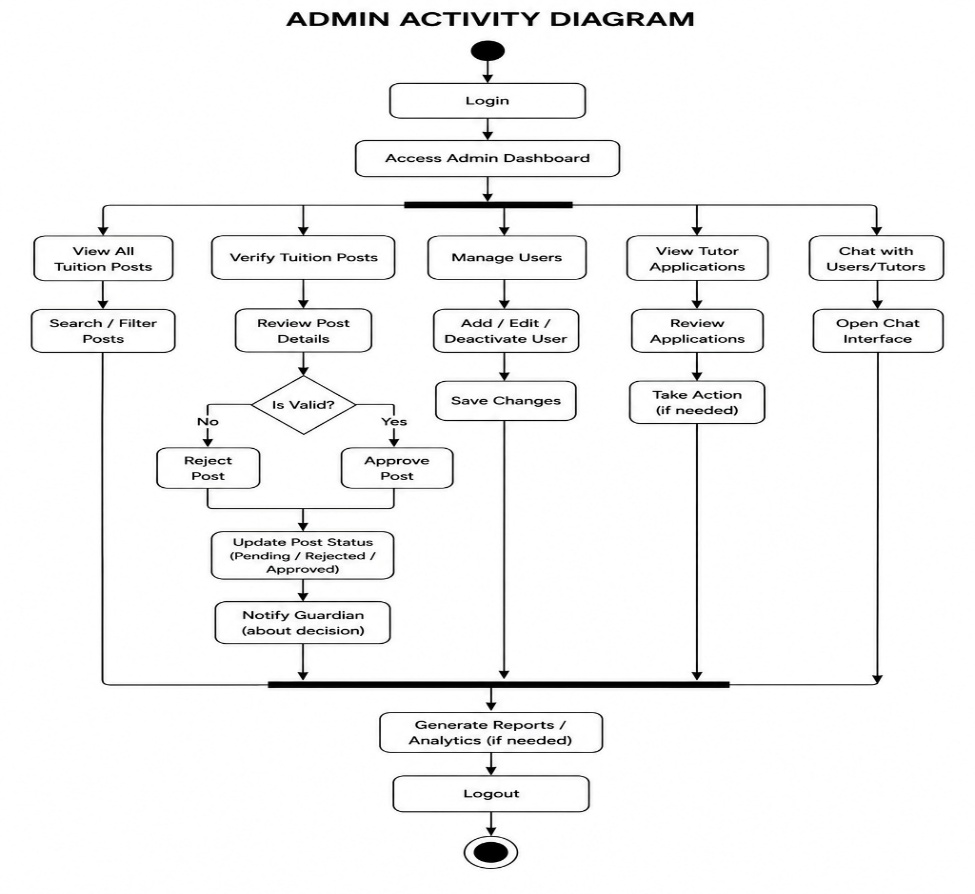 ADMIN ACTIVITY DIAGRAM
Login
Access Admin Dashboard
View All
Tuition Posts
Verify Tuition Posts
Manage Users
View Tutor
Applications
Chat with
Users/Tutors
Search / Filter
Posts
Review Post
Details
Add / Edit /
Deactivate User
Review
Applications
Open Chat
Interface
Is Valid?
Save Changes
Take Action
(if needed)
No
Yes
Reject
Post
Approve
Post
Update Post Status
(Pending / Rejected /
Approved)
Notify Guardian
(about decision)
Generate Reports /
Analytics (if needed)
Logout